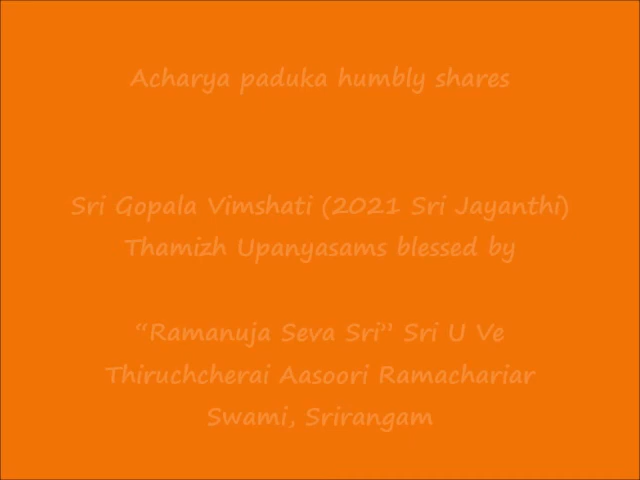 Acharya paduka humbly shares
Sri Gopala Vimshati (2021 Sri Jayanthi)
Thamizh Upanyasams blessed by
“Ramanuja Seva Sri” Sri U Ve
Thiruchcherai Aasoori Ramachariar
Swami, Srirangam